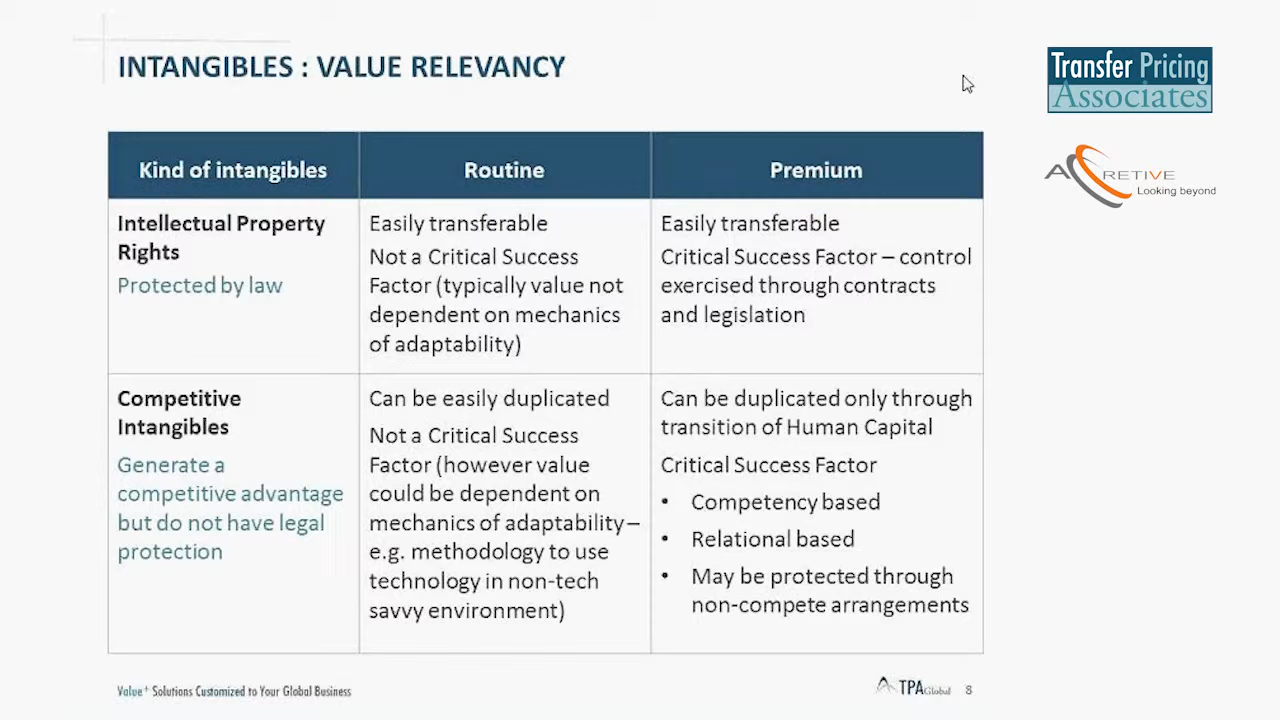 INTANGIBLES : VALUE RELEVANCY
Transfer Pricing
Associates
ACCRETIVE
Looking beyond
Kind of intangibles
Routine
Premium
Intellectual Property
Rights
Protected by law
Easily transferable
Not a Critical Success
Factor (typically value not
dependent on mechanics
of adaptability)
Easily transferable
Critical Success Factor – control
exercised through contracts
and legislation
Competitive
Intangibles
Generate a
competitive advantage
but do not have legal
protection
Can be easily duplicated
Not a Critical Success
Factor (however value
could be dependent on
mechanics of adaptability –
e.g. methodology to use
technology in non-tech
savvy environment)
Can be duplicated only through
transition of Human Capital
Critical Success Factor
• Competency based
• Relational based
• May be protected through
non-compete arrangements
Value+ Solutions Customized to Your Global Business
TPA Global
8